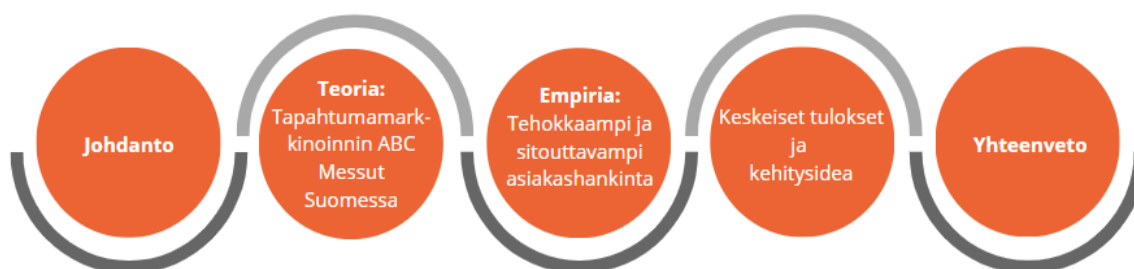 Johdanto
Teoria:
Tapahtumamark-
kinoinnin ABC
Messut
Suomessa
Empiria:
Tehokkaampi ja
sitouttavampi
asiakashankinta
Keskeiset tulokset
ja
kehitysidea
Yhteenveto